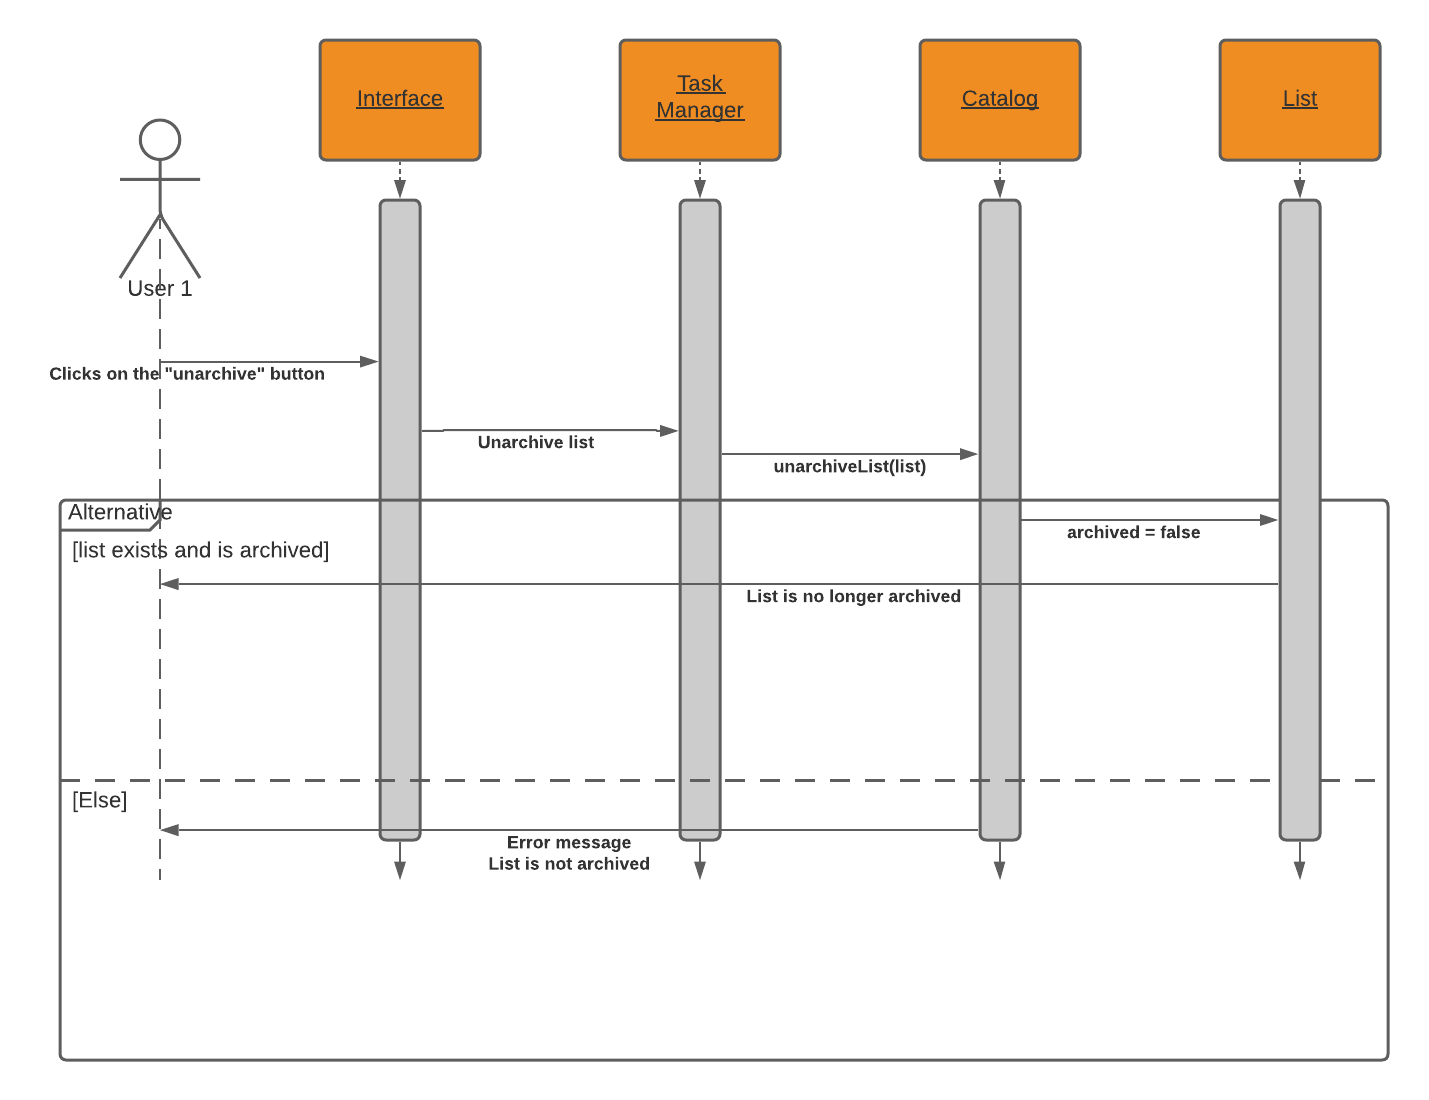 Interface
Task
Manager
Catalog
List
User 1
Clicks on the "unarchive" button
Unarchive list
unarchiveList(list)
Alternative
archived = false
[list exists and is archived]
List is no longer archived
[Else]
Error message
List is not archived